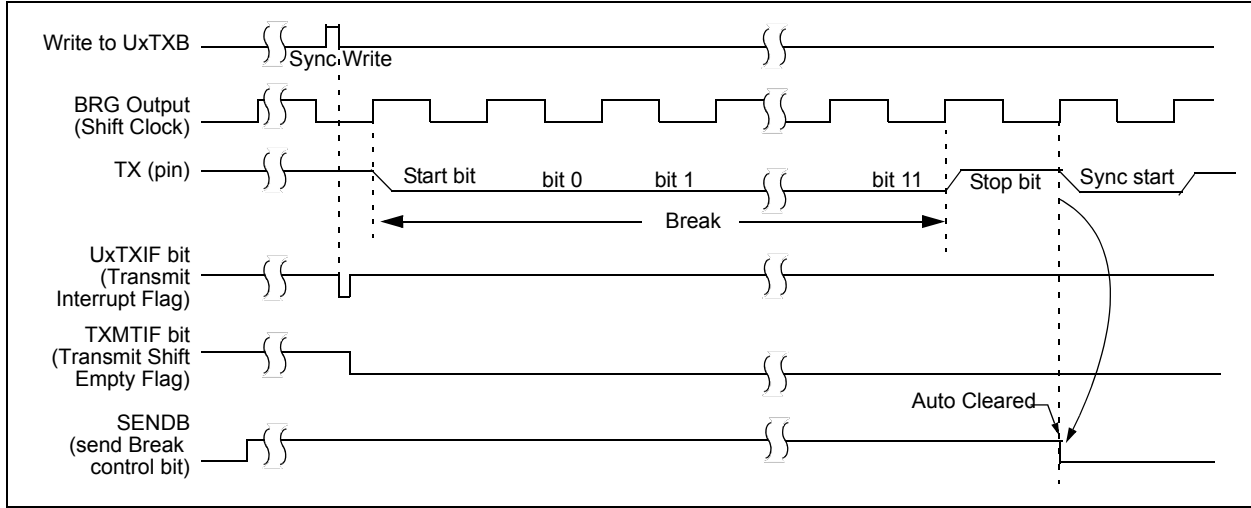 Write to UxTXB
Sync Write
BRG Output
(Shift Clock)
TX (pin)
Start bit
bit 0
bit 1
bit 11
Stop bit
Sync start
Break
UxTXIF bit
(Transmit
Interrupt Flag)
TXMTIF bit
(Transmit Shift
Empty Flag)
Auto Cleared
SENDB
(send Break
control bit)